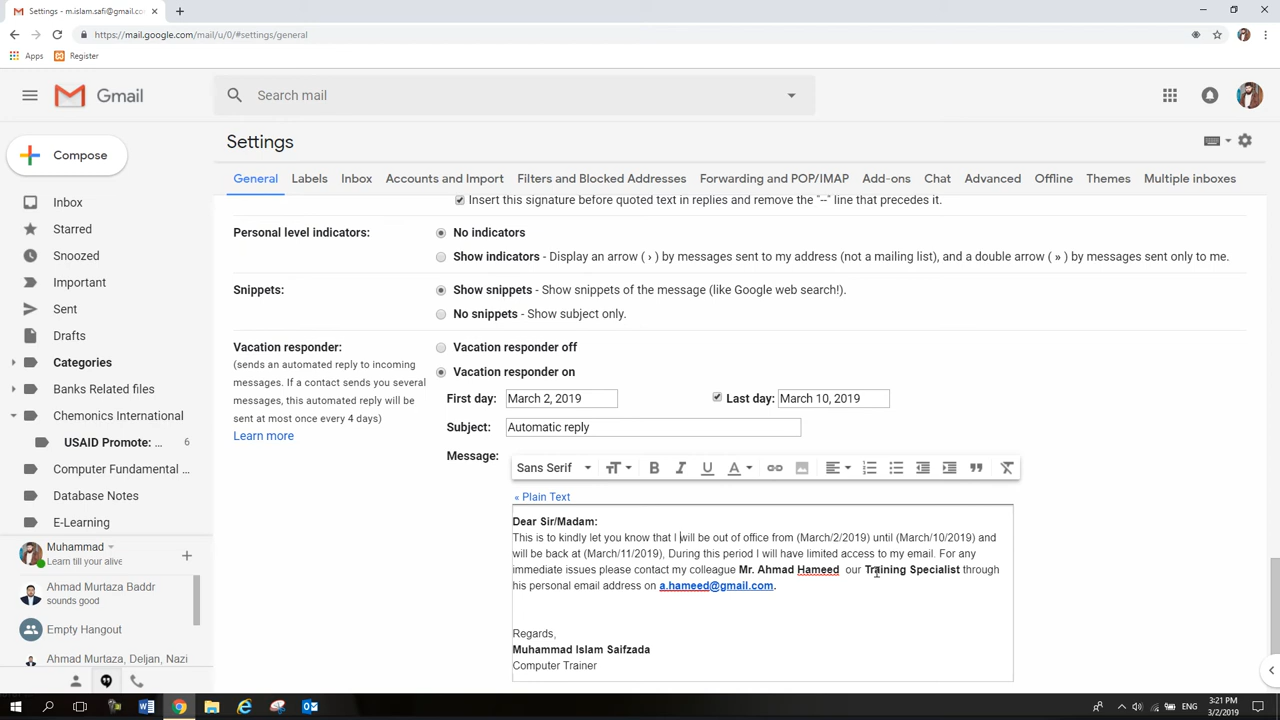 Settings - m.islam.safi@gmail.co
https://mail.google.com/mail/u/0/#settings/general
Apps
Register
Gmail
Search mail
Compose
Settings
General
Labels
Inbox
Accounts and Import
Filters and Blocked Addresses
Forwarding and POP/IMAP
Add-ons
Chat
Advanced
Offline
Themes
Multiple inboxes
Inbox
Starred
Snoozed
Important
Sent
Drafts
Categories
Banks Related files
Chemonics International
USAID Promote: ...
6
Computer Fundamental ...
Database Notes
E-Learning
Muhammad
Learn till your alive
Ahmad Murtaza Baddr
sounds good
Empty Hangout
Ahmad Murtaza, Deljan, Nazi
Insert this signature before quoted text in replies and remove the "--" line that precedes it.
Personal level indicators:
No indicators
Show indicators - Display an arrow ( › ) by messages sent to my address (not a mailing list), and a double arrow ( » ) by messages sent only to me.
Snippets:
Show snippets - Show snippets of the message (like Google web search!).
No snippets - Show subject only.
Vacation responder:
(sends an automated reply to incoming
messages. If a contact sends you several
messages, this automated reply will be
sent at most once every 4 days)
Learn more
Vacation responder off
Vacation responder on
First day:
March 2, 2019
Last day:
March 10, 2019
Subject:
Automatic reply
Message:
Sans Serif
« Plain Text
Dear Sir/Madam:
This is to kindly let you know that I will be out of office from (March/2/2019) until (March/10/2019) and
will be back at (March/11/2019), During this period I will have limited access to my email. For any
immediate issues please contact my colleague Mr. Ahmad Hameed our Training Specialist through
his personal email address on a.hameed@gmail.com.
Regards,
Muhammad Islam Saifzada
Computer Trainer
ENG
3:21 PM
3/2/2019